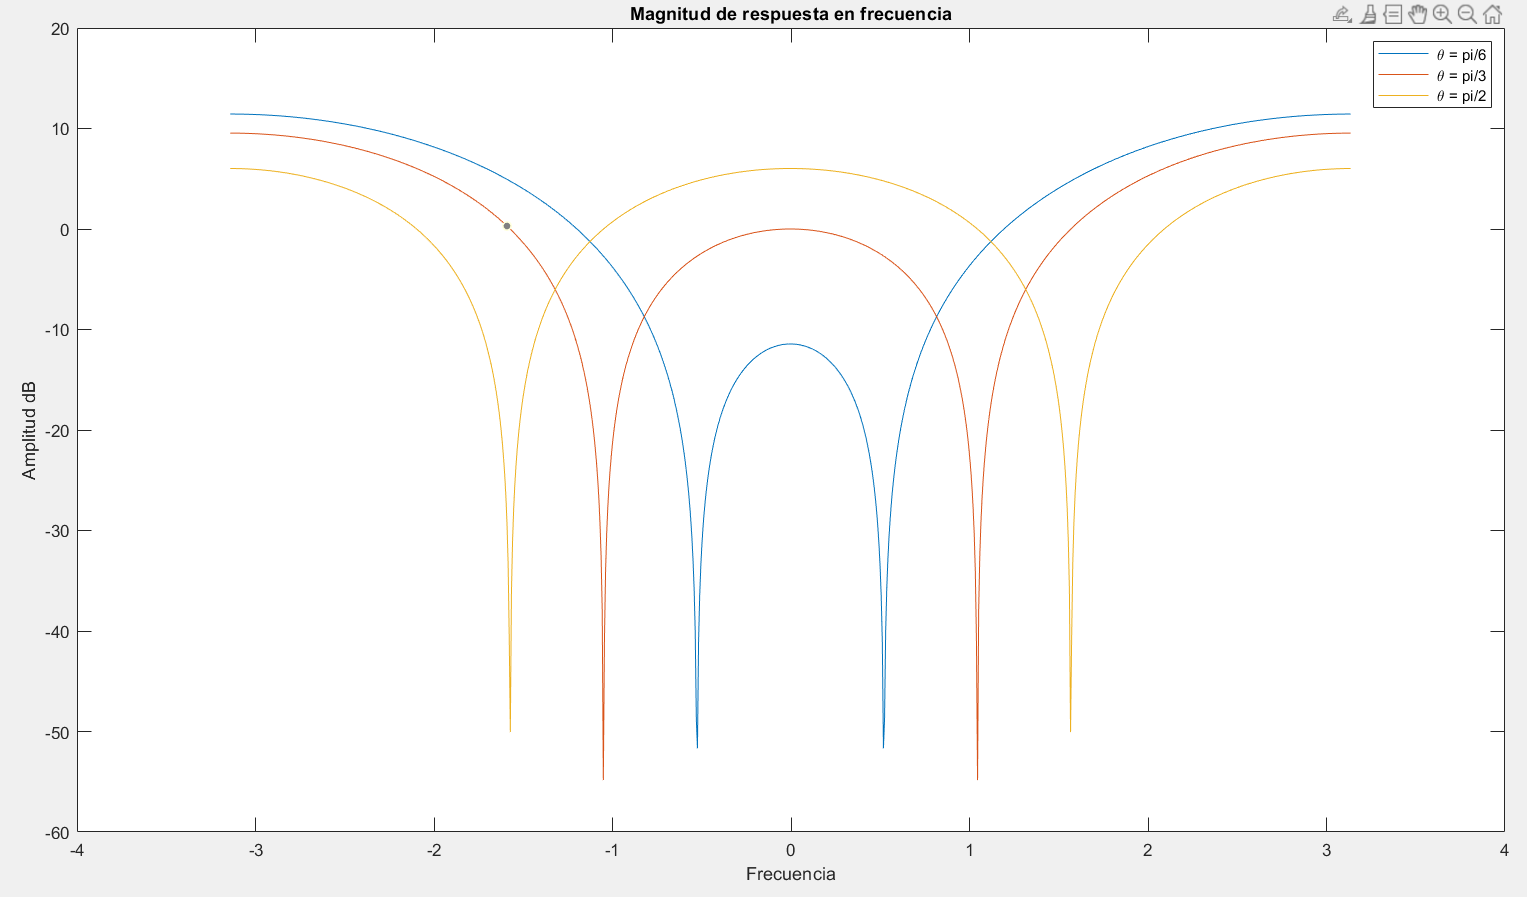 Magnitud de respuesta en frecuencia
θ = pi/6
θ = pi/3
θ = pi/2
20
10
0
-10
-20
-30
-40
-50
-60
Amplitud dB
-4 -3 -2 -1 0 1 2 3 4
Frecuencia